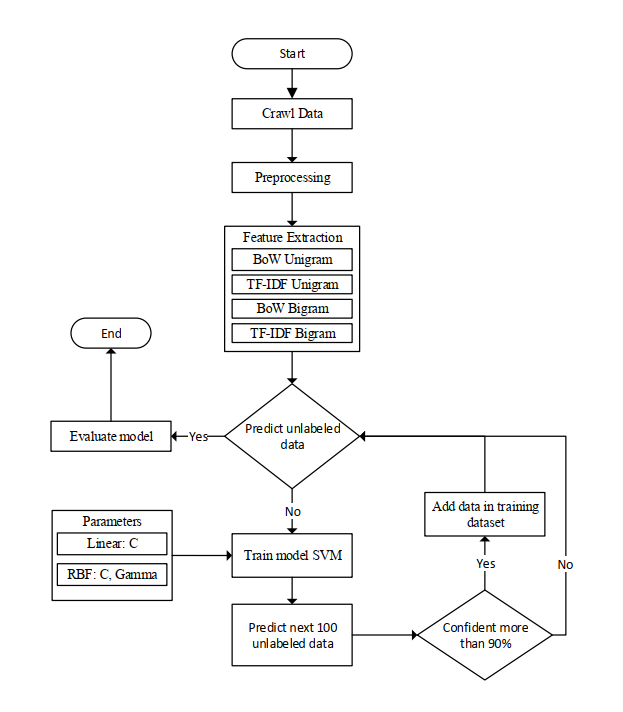 Start
Crawl Data
Preprocessing
Feature Extraction
BoW Unigram
TF-IDF Unigram
BoW Bigram
TF-IDF Bigram
End
Predict unlabeled
data
Evaluate model
Yes
No
Parameters
Linear: C
RBF: C, Gamma
Train model SVM
Add data in training
dataset
Yes
No
Predict next 100
unlabeled data
Confident more
than 90%